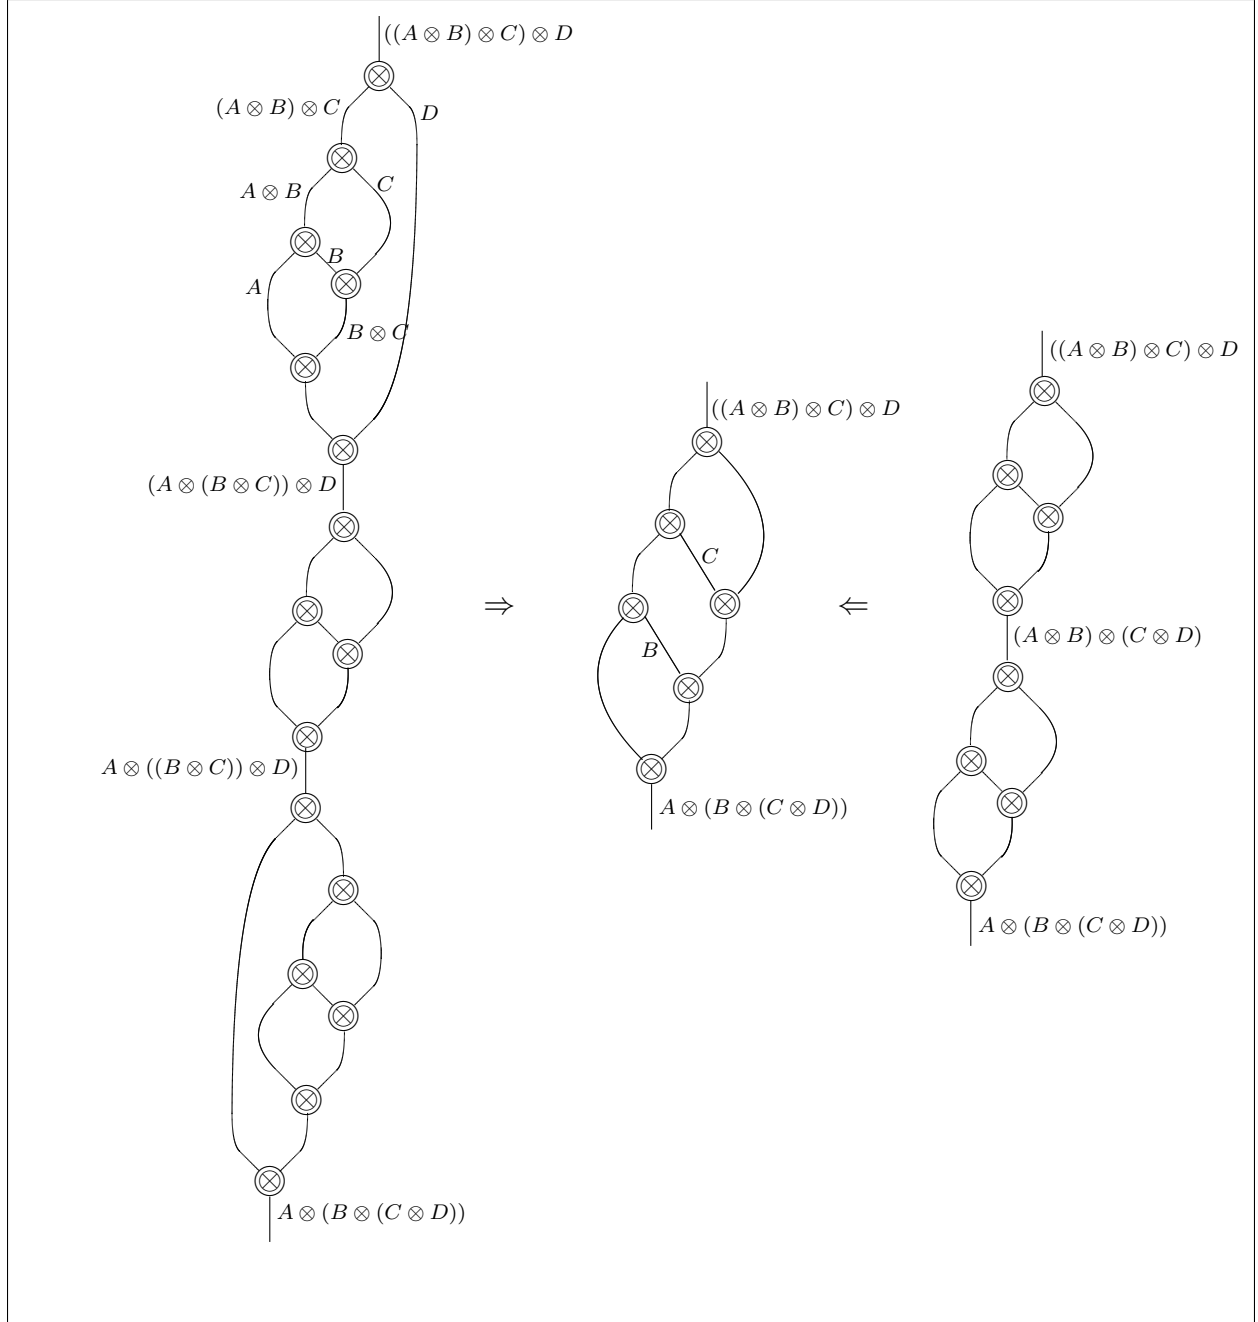 ((A ⊗ B) ⊗ C) ⊗ D
(A ⊗ B) ⊗ C
D
A ⊗ B
C
B
A
B ⊗ C
(A ⊗ (B ⊗ C)) ⊗ D
A ⊗ ((B ⊗ C)) ⊗ D)
A ⊗ (B ⊗ (C ⊗ D))
⇒
((A ⊗ B) ⊗ C) ⊗ D
C
B
A ⊗ (B ⊗ (C ⊗ D))
⇐
((A ⊗ B) ⊗ C) ⊗ D
(A ⊗ B) ⊗ (C ⊗ D)
A ⊗ (B ⊗ (C ⊗ D))